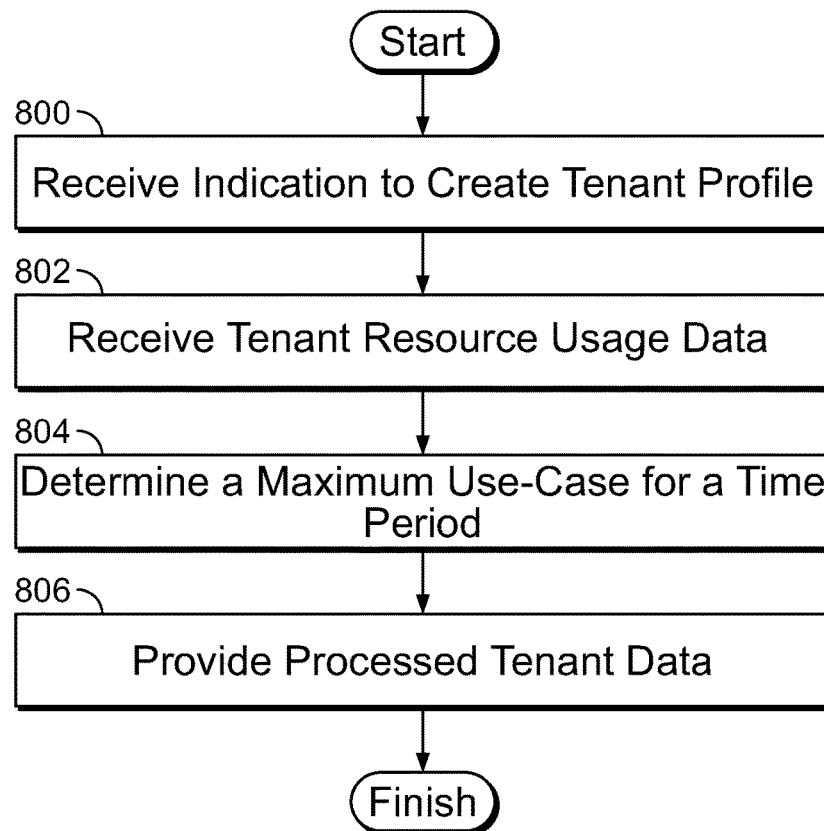 Start
800
Receive Indication to Create Tenant Profile
802
Receive Tenant Resource Usage Data
804
Determine a Maximum Use-Case for a Time
Period
806
Provide Processed Tenant Data
Finish